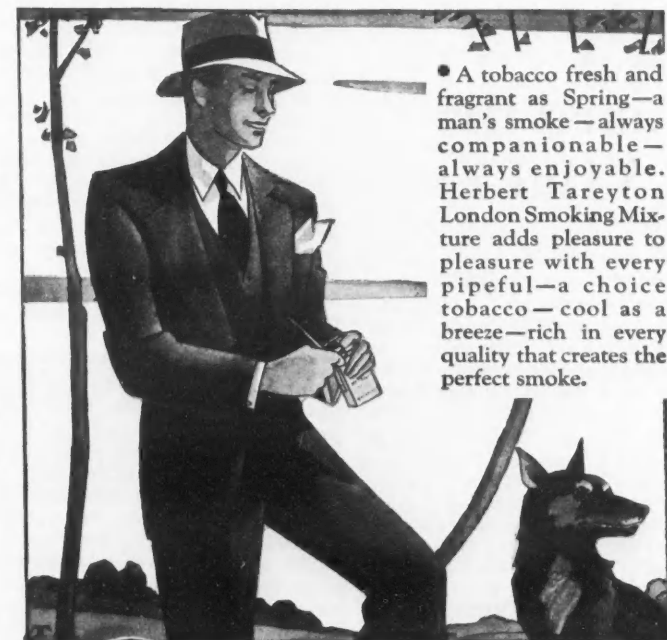 • A tobacco fresh and
fragrant as Spring—a
man's smoke—always
companionable—
always enjoyable.
Herbert Tareyton
London Smoking Mix-
ture adds pleasure to
pleasure with every
pipeful—a choice
tobacco—cool as a
breeze—rich in every
quality that creates the
perfect smoke.